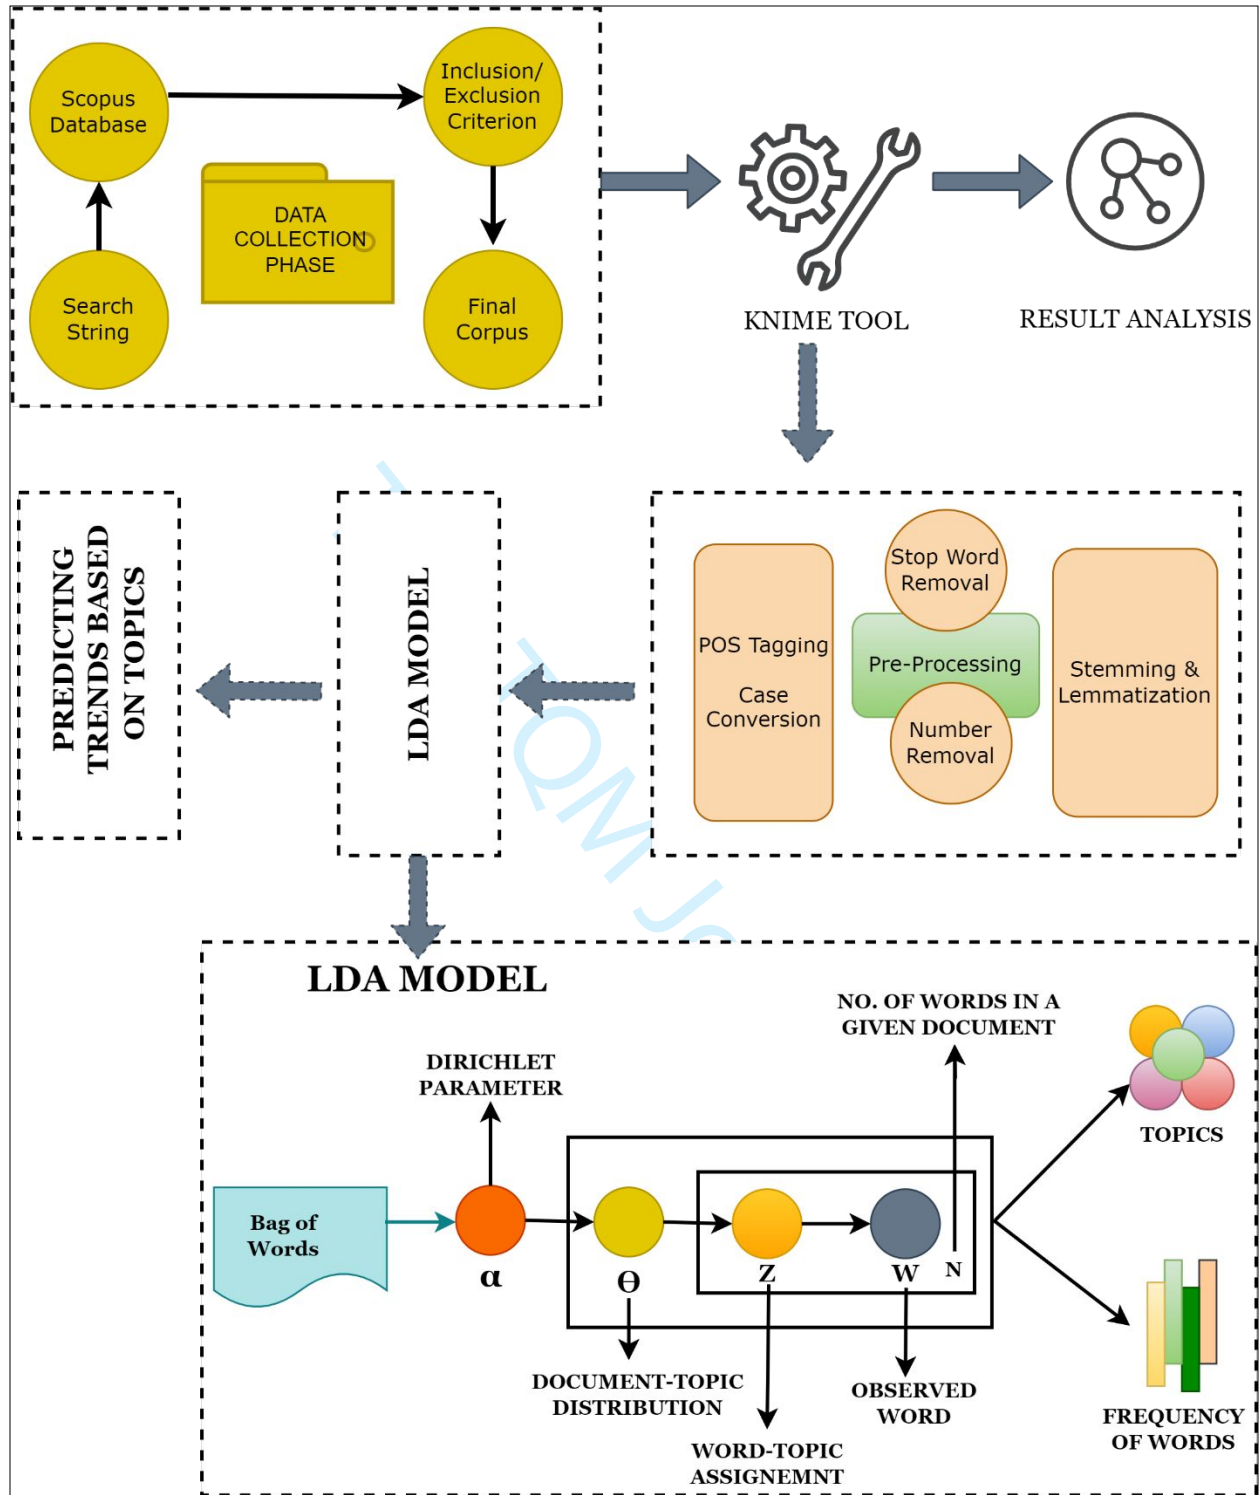 Scopus
Database
Inclusion/
Exclusion
Criterion
DATA
COLLECTION
PHASE
Search
String
Final
Corpus
KNIME TOOL
RESULT ANALYSIS
PREDICTING
TRENDS BASED
ON TOPICS
LDA MODEL
POS Tagging
Case
Conversion
Stop Word
Removal
Pre-Processing
Number
Removal
Stemming &
Lemmatization
TQM Jo
LDA MODEL
NO. OF WORDS IN A
GIVEN DOCUMENT
DIRICHLET
PARAMETER
TOPICS
Bag of
Words
α
Θ
Z
W
N
DOCUMENT-TOPIC
DISTRIBUTION
OBSERVED
WORD
WORD-TOPIC
ASSIGNEMNT
FREQUENCY
OF WORDS